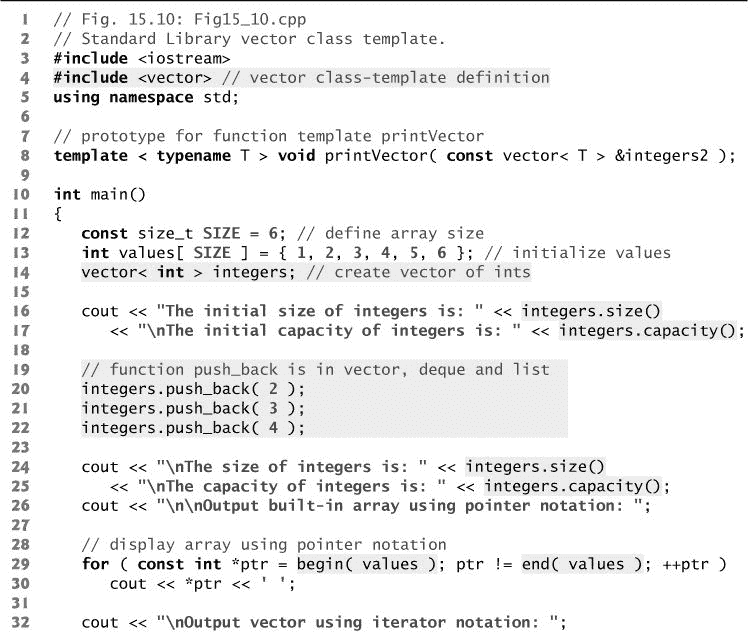 1 // Fig. 15.10: Fig15_10.cpp
2 // Standard Library vector class template.
3 #include <iostream>
4 #include <vector> // vector class-template definition
5 using namespace std;
6
7 // prototype for function template printVector
8 template < typename T > void printVector( const vector< T > &integers2 );
9
10 int main()
11 {
12 const size_t SIZE = 6; // define array size
13 int values[ SIZE ] = { 1, 2, 3, 4, 5, 6 }; // initialize values
14 vector< int > integers; // create vector of ints
15
16 cout << "The initial size of integers is: " << integers.size()
17 << "\nThe initial capacity of integers is: " << integers.capacity();
18
19 // function push_back is in vector, deque and list
20 integers.push_back( 2 );
21 integers.push_back( 3 );
22 integers.push_back( 4 );
23
24 cout << "\nThe size of integers is: " << integers.size()
25 << "\nThe capacity of integers is: " << integers.capacity();
26 cout << "\n\nOutput built-in array using pointer notation: ";
27
28 // display array using pointer notation
29 for ( const int *ptr = begin( values ); ptr != end( values ); ++ptr )
30 cout << *ptr << ' ';
31
32 cout << "\nOutput vector using iterator notation: ";